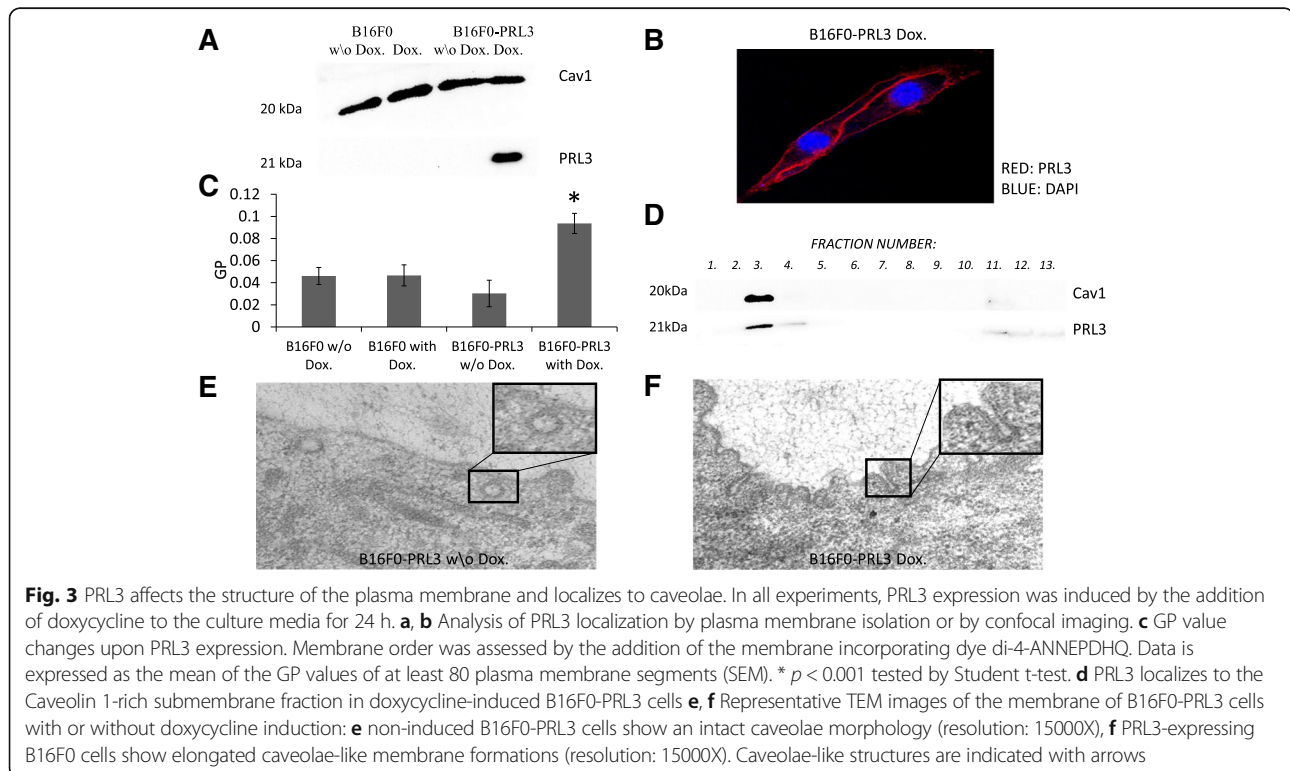 A
B16F0 B16F0-PRL3
w\o Dox. Dox. w\o Dox. Dox.
Cav1
20 kDa
21 kDa
PRL3
B
B16F0-PRL3 Dox.
RED: PRL3
BLUE: DAPI
C
0.12
0.1
0.08
0.06
0.04
0.02
0
GP
*
B16F0 w/o Dox.
B16F0 with Dox.
B16F0-PRL3 w/o Dox.
B16F0-PRL3 with Dox.
D
FRACTION NUMBER:
1. 2. 3. 4. 5. 6. 7. 8. 9. 10. 11. 12. 13.
20kDa
Cav1
21kDa
PRL3
E
B16F0-PRL3 w\o Dox.
F
B16F0-PRL3 Dox.
Fig. 3 PRL3 affects the structure of the plasma membrane and localizes to caveolae. In all experiments, PRL3 expression was induced by the addition
of doxycycline to the culture media for 24 h. a, b Analysis of PRL3 localization by plasma membrane isolation or by confocal imaging. c GP value
changes upon PRL3 expression. Membrane order was assessed by the addition of the membrane incorporating dye di-4-ANNEPDHQ. Data is
expressed as the mean of the GP values of at least 80 plasma membrane segments (SEM). * p < 0.001 tested by Student t-test. d PRL3 localizes to the
Caveolin 1-rich submembrane fraction in doxycycline-induced B16F0-PRL3 cells e, f Representative TEM images of the membrane of B16F0-PRL3 cells
with or without doxycycline induction: e non-induced B16F0-PRL3 cells show an intact caveolae morphology (resolution: 15000X), f PRL3-expressing
B16F0 cells show elongated caveolae-like membrane formations (resolution: 15000X). Caveolae-like structures are indicated with arrows